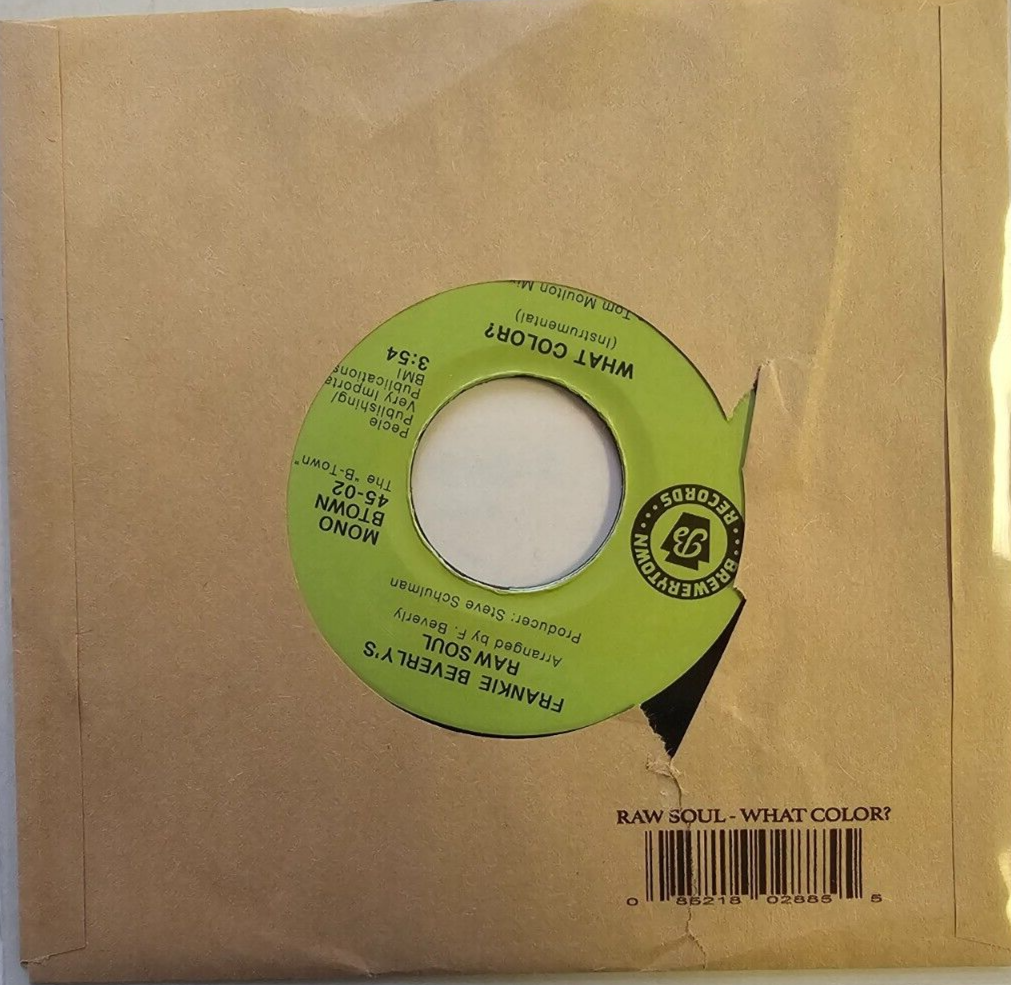 WHAT COLOR?
(Instrumental)
Tom Moulton
Pecle
Publishing/
Very
Publications
BMI
3:54
The "B-Town"
MONO
BTOWN
45-02
BREWERYTOWN
RECORDS
B
FRANKIE BEVERLY'S
RAW SOUL
Arranged by F. Beverly
Producer: Steve Schulman
RAW SOUL - WHAT COLOR?
0 85218 02885 5